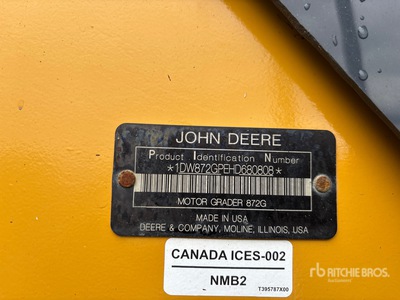 JOHN DEERE
Product Identification Number
*1DW872GPEHD680808*
MOTOR GRADER 872G
MADE IN USA
DEERE & COMPANY, MOLINE, ILLINOIS, USA
CANADA ICES-002
NMB2
T395787X00
rb RITCHIE BROS.